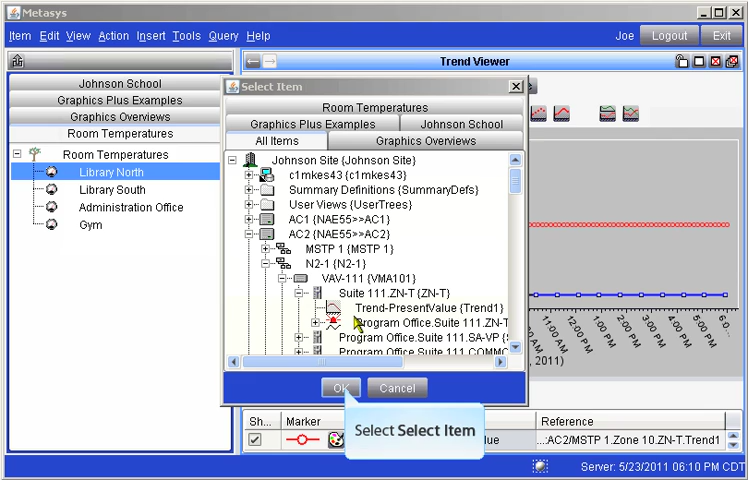 Metasys
Item Edit View Action Insert Tools Query Help
Joe Logout Exit
Johnson School
Graphics Plus Examples
Graphics Overviews
Room Temperatures
Room Temperatures
Library North
Library South
Administration Office
Gym
Trend Viewer
Select Item
Room Temperatures
Graphics Plus Examples Johnson School
All Items Graphics Overviews
Johnson Site {Johnson Site}
c1mkes43 {c1mkes43}
Summary Definitions {SummaryDefs}
User Views {UserTrees}
AC1 {NAE55>>AC1}
AC2 {NAE55>>AC2}
MSTP 1 {MSTP 1}
N2-1 {N2-1}
VAV-111 {VMA101}
Suite 111.ZN-T {ZN-T}
Trend-PresentValue {Trend1}
Program Office.Suite 111.ZN-T
Program Office.Suite 111.SA-VP {
Program Office.Suite 111.COMMO
OK Cancel
Select Select Item
11:00 AM
12:00 PM
1:00 PM
2:00 PM
3:00 PM
4:00 PM
5:00 PM
6:0...
, 2011)
Sh... Marker Reference
...:AC2/MSTP 1.Zone 10.ZN-T.Trend1
Server: 5/23/2011 06:10 PM CDT